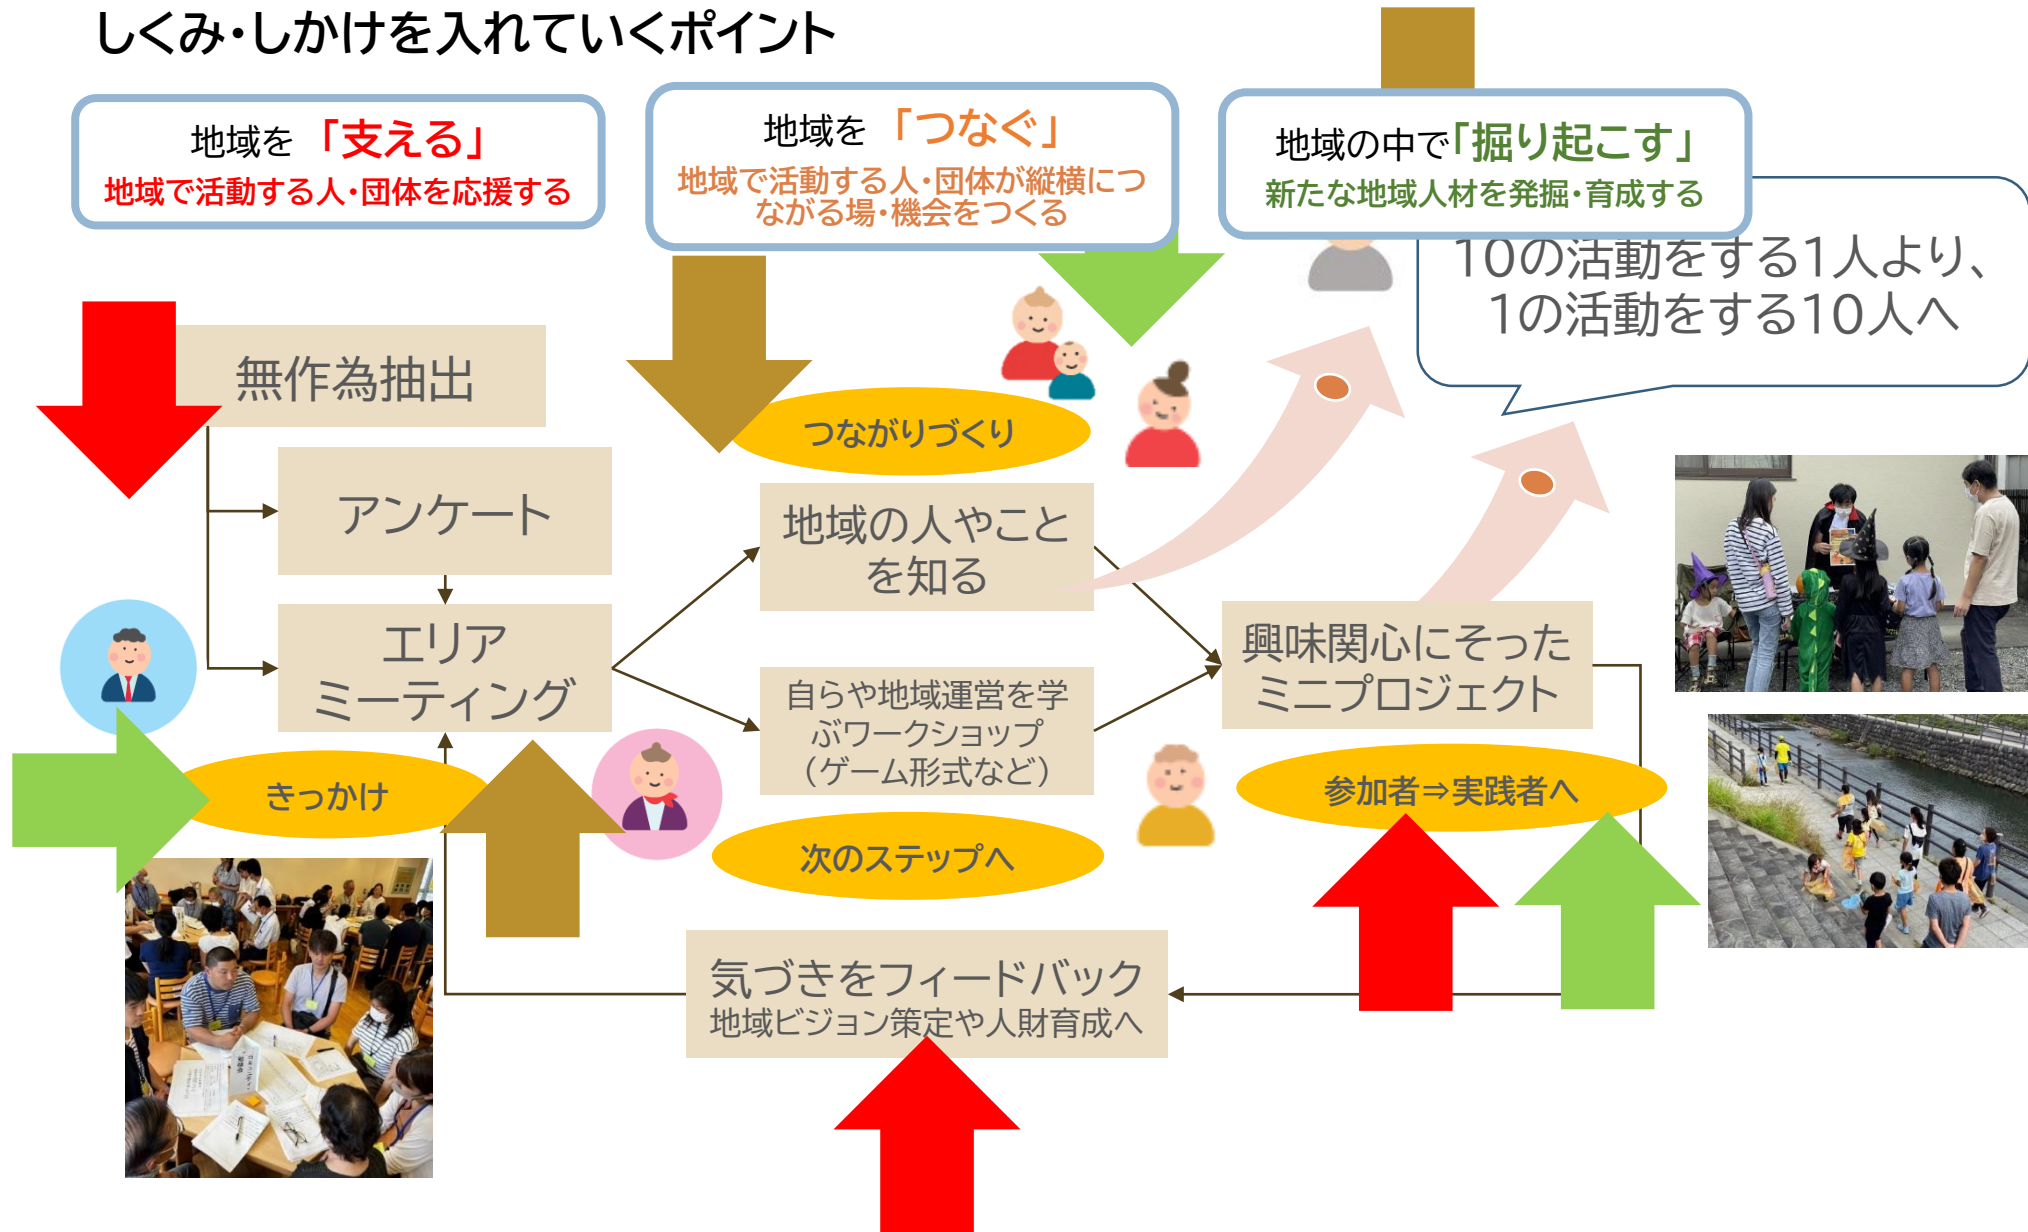 しくみ・しかけを入れていくポイント
地域を「支える」
地域で活動する人・団体を応援する
地域を「つなぐ」
地域で活動する人・団体が縦横につ
ながる場・機会をつくる
地域の中で「掘り起こす」
新たな地域人材を発掘・育成する
10の活動をする1人より、
1の活動をする10人へ
無作為抽出
アンケート
エリア
ミーティング
きっかけ
つながりづくり
地域の人やこと
を知る
自らや地域運営を学
ぶワークショップ
（ゲーム形式など）
次のステップへ
興味関心にそった
ミニプロジェクト
参加者⇒実践者へ
気づきをフィードバック
地域ビジョン策定や人財育成へ